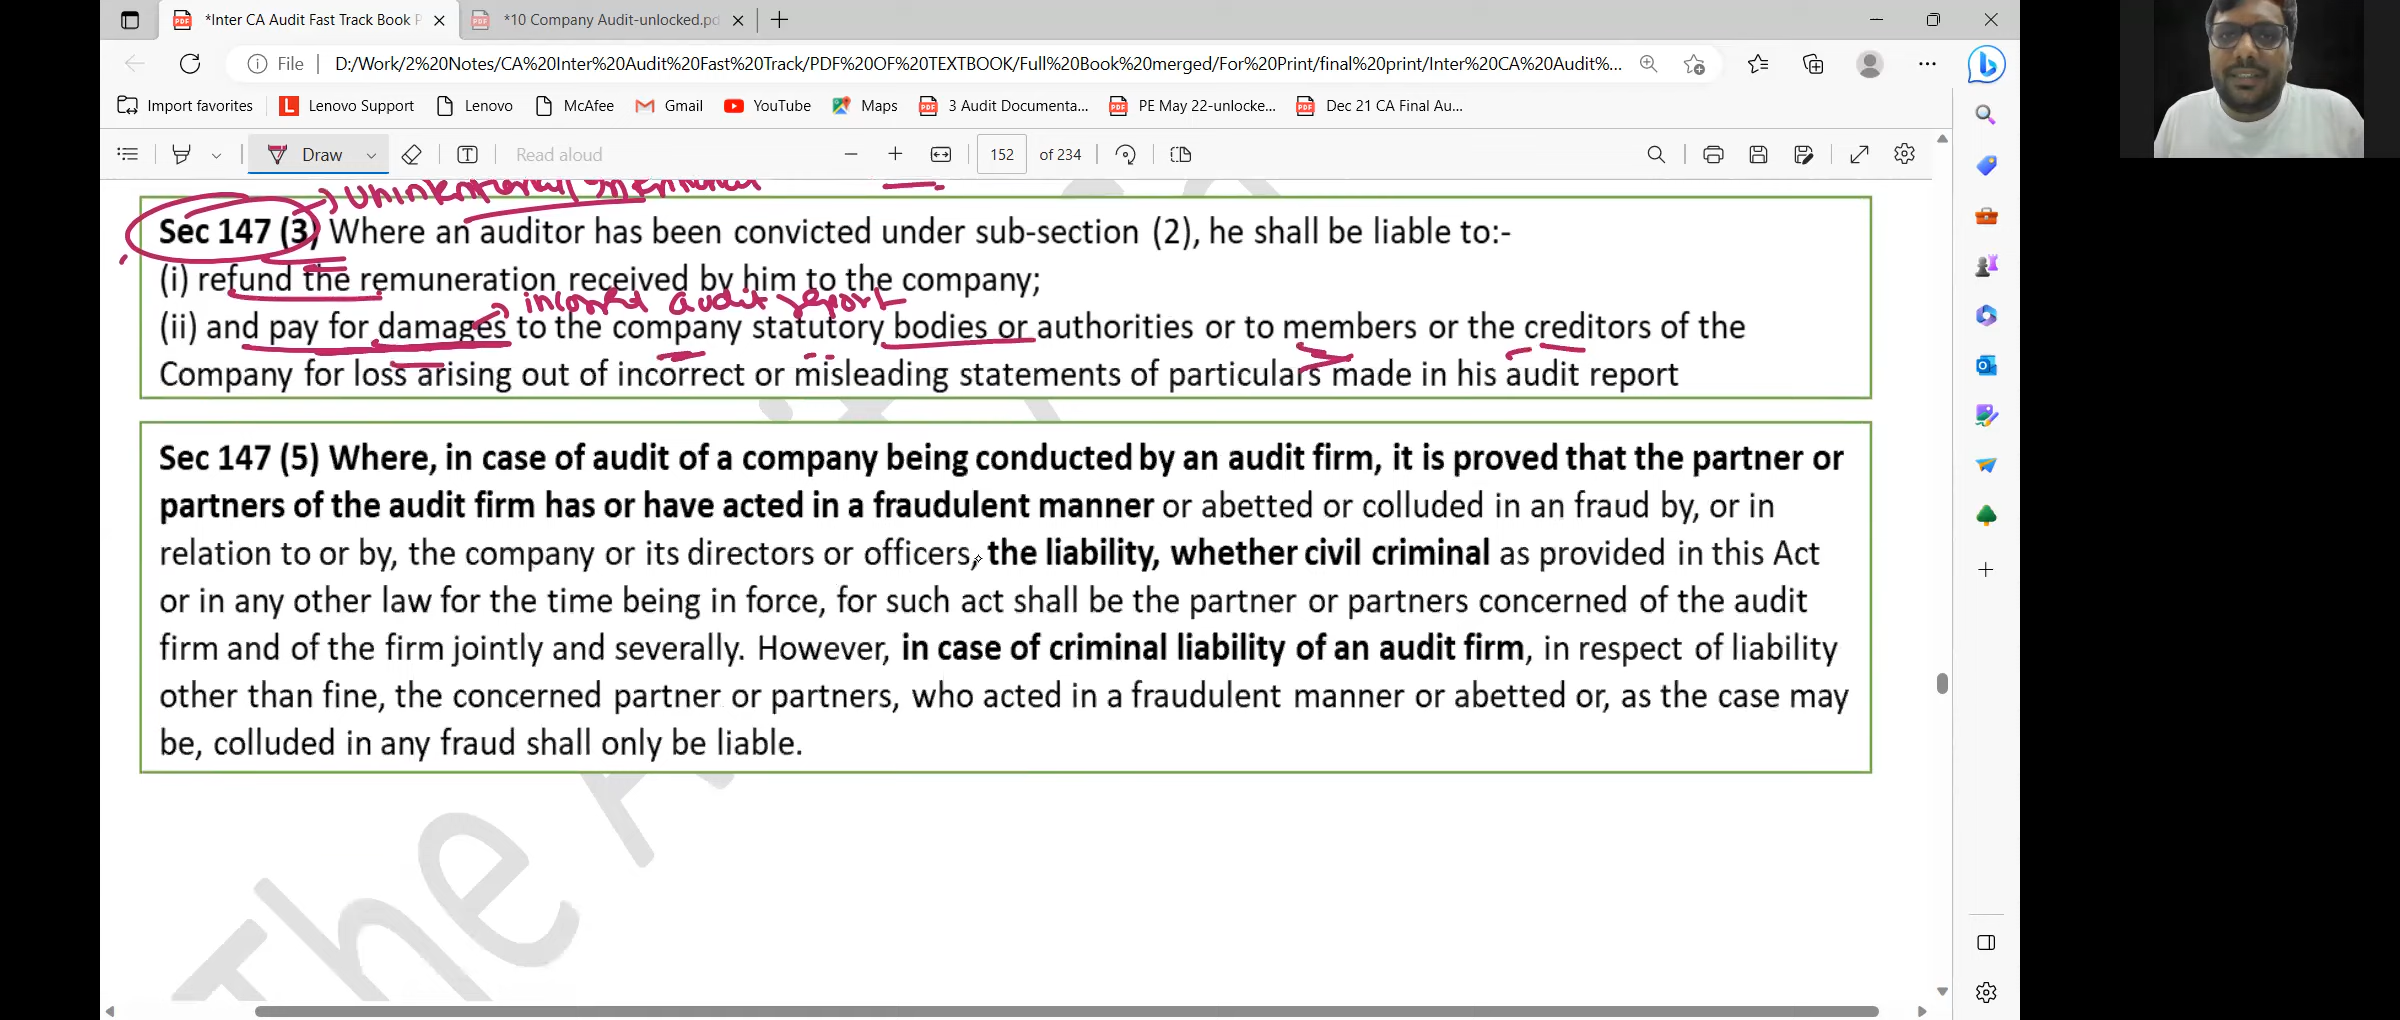 *Inter CA Audit Fast Track Book P
*10 Company Audit-unlocked.pd
File
D:/Work/2%20Notes/CA%20Inter%20Audit%20Fast%20Track/PDF%20OF%20TEXTBOOK/Full%20Book%20merged/For%20Print/final%20print/Inter%20CA%20Audit%...
Import favorites
Lenovo Support
Lenovo
McAfee
Gmail
YouTube
Maps
3 Audit Documenta...
PE May 22-unlocke...
Dec 21 CA Final Au...
Draw
Read aloud
152
of 234
Sec 147 (3) Where an auditor has been convicted under sub-section (2), he shall be liable to:-
(i) refund the remuneration received by him to the company;
audit report
(ii) and pay for damages to the company statutory bodies or authorities or to members or the creditors of the
Company for loss arising out of incorrect or misleading statements of particulars made in his audit report
Sec 147 (5) Where, in case of audit of a company being conducted by an audit firm, it is proved that the partner or
partners of the audit firm has or have acted in a fraudulent manner or abetted or colluded in an fraud by, or in
relation to or by, the company or its directors or officers, the liability, whether civil criminal as provided in this Act
or in any other law for the time being in force, for such act shall be the partner or partners concerned of the audit
firm and of the firm jointly and severally. However, in case of criminal liability of an audit firm, in respect of liability
other than fine, the concerned partner or partners, who acted in a fraudulent manner or abetted or, as the case may
be, colluded in any fraud shall only be liable.
The